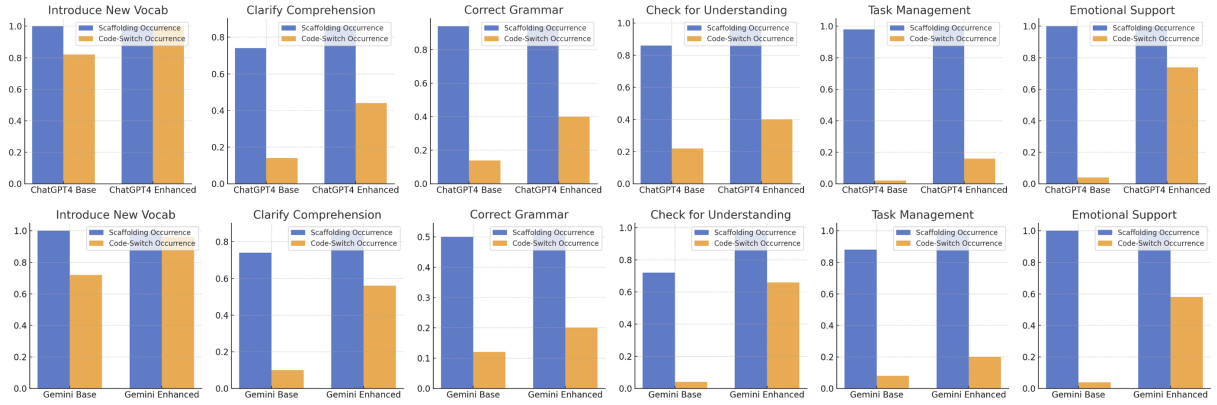 Introduce New Vocab
Scaffolding Occurrence
Code-Switch Occurrence
1.0
0.8
0.6
0.4
0.2
0.0
ChatGPT4 Base ChatGPT4 Enhanced
Clarify Comprehension
Scaffolding Occurrence
Code-Switch Occurrence
0.8
0.6
0.4
0.2
0.0
ChatGPT4 Base ChatGPT4 Enhanced
Correct Grammar
Scaffolding Occurrence
Code-Switch Occurrence
0.8
0.6
0.4
0.2
0.0
ChatGPT4 Base ChatGPT4 Enhanced
Check for Understanding
Scaffolding Occurrence
Code-Switch Occurrence
1.0
0.8
0.6
0.4
0.2
0.0
ChatGPT4 Base ChatGPT4 Enhanced
Task Management
Scaffolding Occurrence
Code-Switch Occurrence
1.0
0.8
0.6
0.4
0.2
0.0
ChatGPT4 Base ChatGPT4 Enhanced
Emotional Support
Scaffolding Occurrence
Code-Switch Occurrence
1.0
0.8
0.6
0.4
0.2
0.0
ChatGPT4 Base ChatGPT4 Enhanced
Introduce New Vocab
Scaffolding Occurrence
Code-Switch Occurrence
1.0
0.8
0.6
0.4
0.2
0.0
Gemini Base Gemini Enhanced
Clarify Comprehension
Scaffolding Occurrence
Code-Switch Occurrence
0.8
0.6
0.4
0.2
0.0
Gemini Base Gemini Enhanced
Correct Grammar
Scaffolding Occurrence
Code-Switch Occurrence
0.5
0.4
0.3
0.2
0.1
0.0
Gemini Base Gemini Enhanced
Check for Understanding
Scaffolding Occurrence
Code-Switch Occurrence
1.0
0.8
0.6
0.4
0.2
0.0
Gemini Base Gemini Enhanced
Task Management
Scaffolding Occurrence
Code-Switch Occurrence
1.0
0.8
0.6
0.4
0.2
0.0
Gemini Base Gemini Enhanced
Emotional Support
Scaffolding Occurrence
Code-Switch Occurrence
1.0
0.8
0.6
0.4
0.2
0.0
Gemini Base Gemini Enhanced